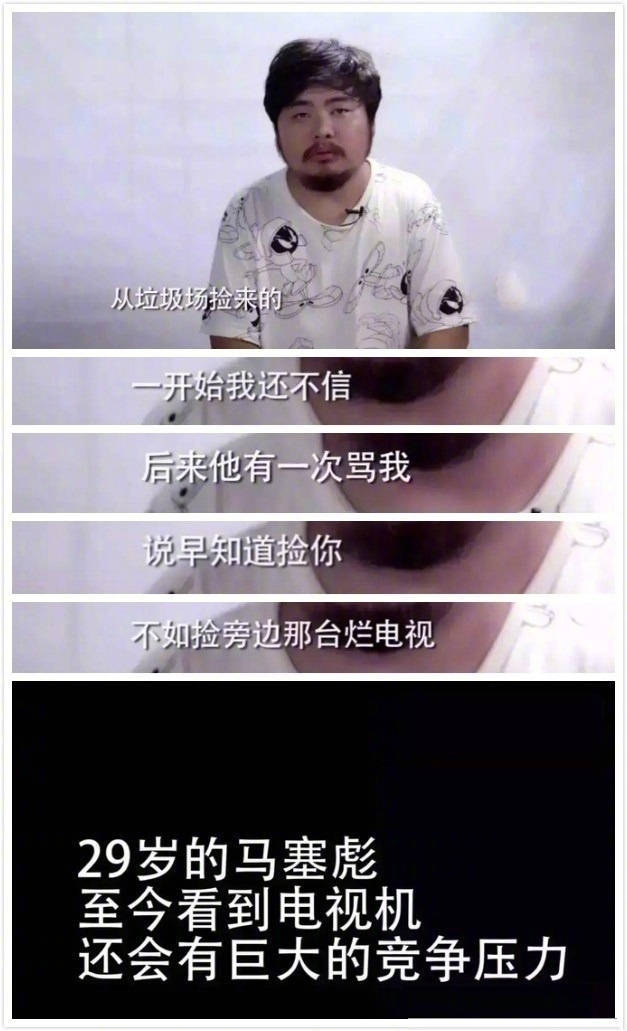 从垃圾场捡来的
一开始我还不信
后来他有一次骂我
说早知道捡你
不如捡旁边那台烂电视
29岁的马塞彪
至今看到电视机
还会有巨大的竞争压力